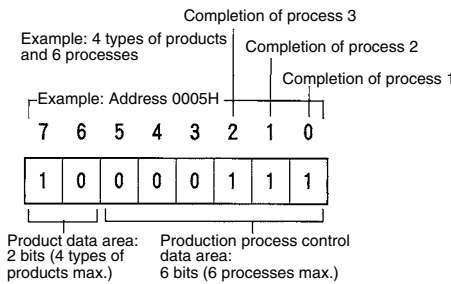 Completion of process 3
Example: 4 types of products
and 6 processes
Completion of process 2
Completion of process 1
Example: Address 0005H
7 6 5 4 3 2 1 0
1 0 0 0 0 1 1 1
Product data area:
2 bits (4 types of
products max.)
Production process control
data area:
6 bits (6 processes max.)